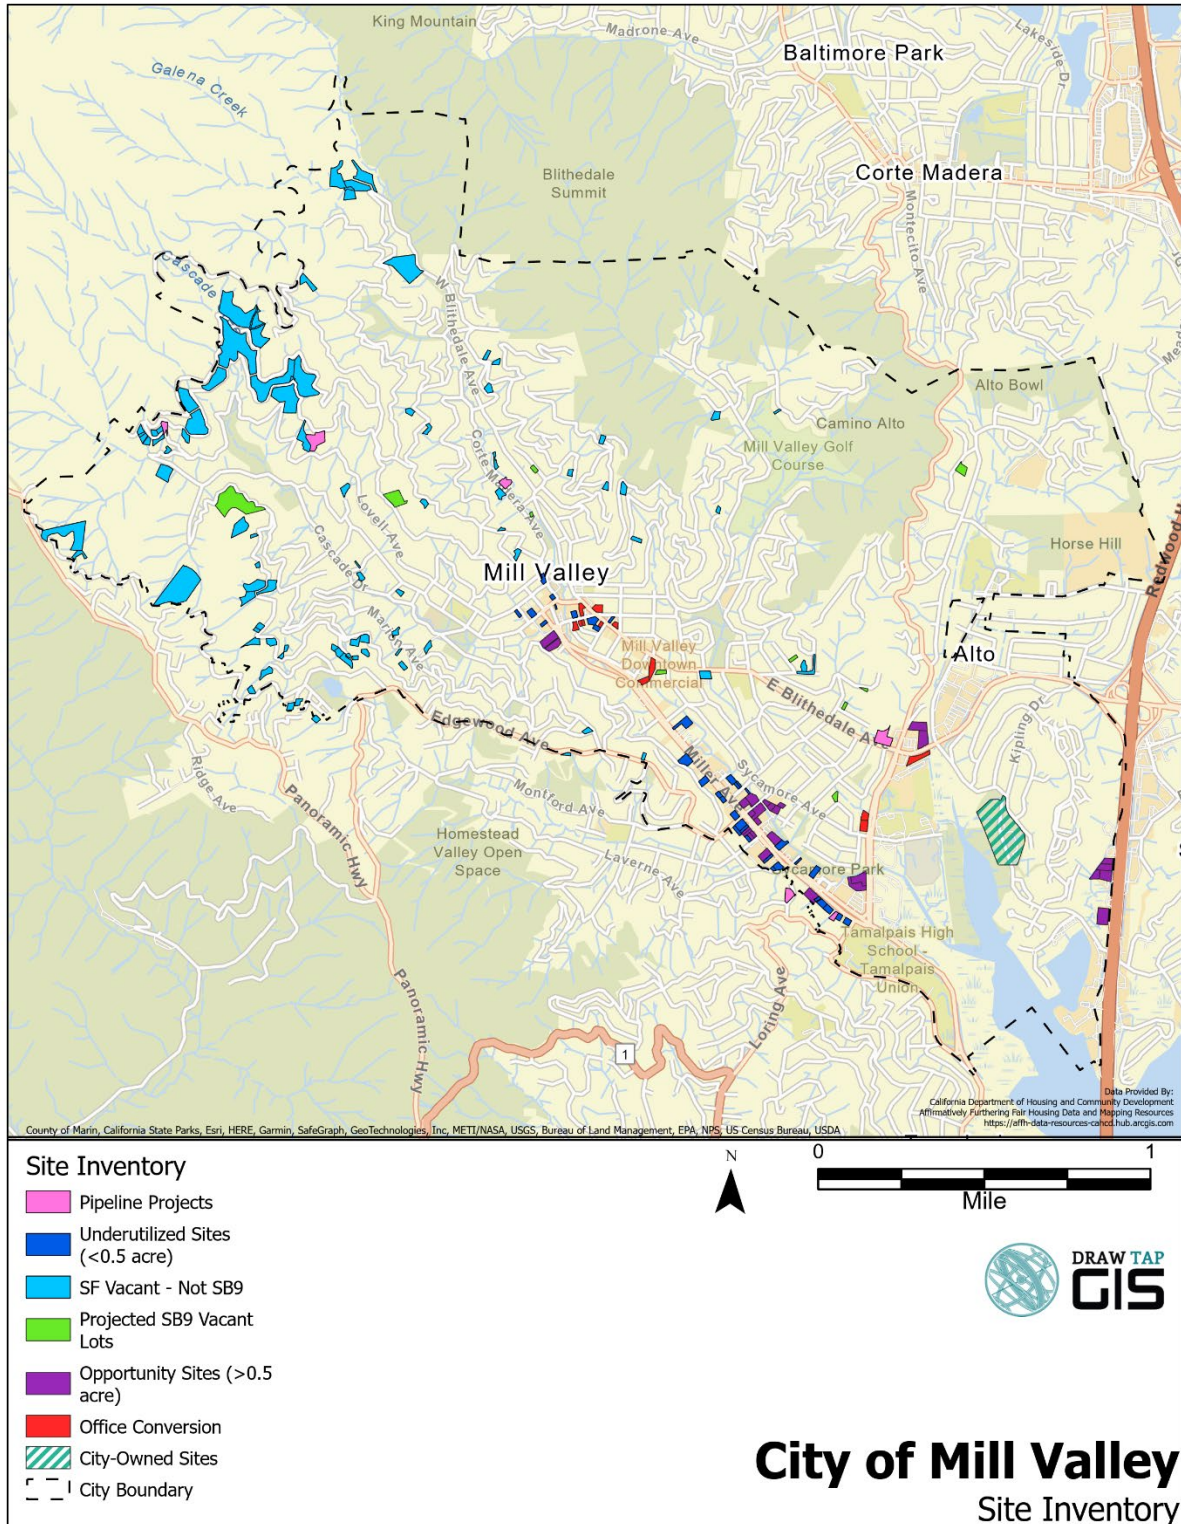 King Mountain
Madrone Ave
Lakeside Dr
Baltimore Park
Galena Creek
Corte Madera
Blithedale
Summit
Montecito Ave
Cascade
W Blithedale Ave
Alto Bowl
Camino Alto
Mill Valley Golf
Course
Corte Madera Ave
Lovell Ave
Horse Hill
Cascade Dr
Mill Valley
Redwood H
Marion Ave
Mill Valley
Downtown
Commercial
Alto
E Blithedale Ave
Kipling Dr
Edgewood Ave
Ridge Ave
Panoramic Hwy
Montford Ave
Miller Ave
Sycamore Ave
Homestead
Valley Open
Space
Laverne Ave
Sycamore Park
Tamalpais High
School -
Tamalpais
Union
Panoramic Hwy
Loring Ave
1
Data Provided By:
California Department of Housing and Community Development
Affirmatively Furthering Fair Housing Data and Mapping Resources
https://affh-data-resources-cahcd.hub.arcgis.com
County of Marin, California State Parks, Esri, HERE, Garmin, SafeGraph, GeoTechnologies, Inc, METI/NASA, USGS, Bureau of Land Management, EPA, NPS, US Census Bureau, USDA
Site Inventory
Pipeline Projects
Underutilized Sites
(<0.5 acre)
SF Vacant - Not SB9
Projected SB9 Vacant
Lots
Opportunity Sites (>0.5
acre)
Office Conversion
City-Owned Sites
City Boundary
N
0 1
Mile
DRAW TAP
GIS
City of Mill Valley
Site Inventory